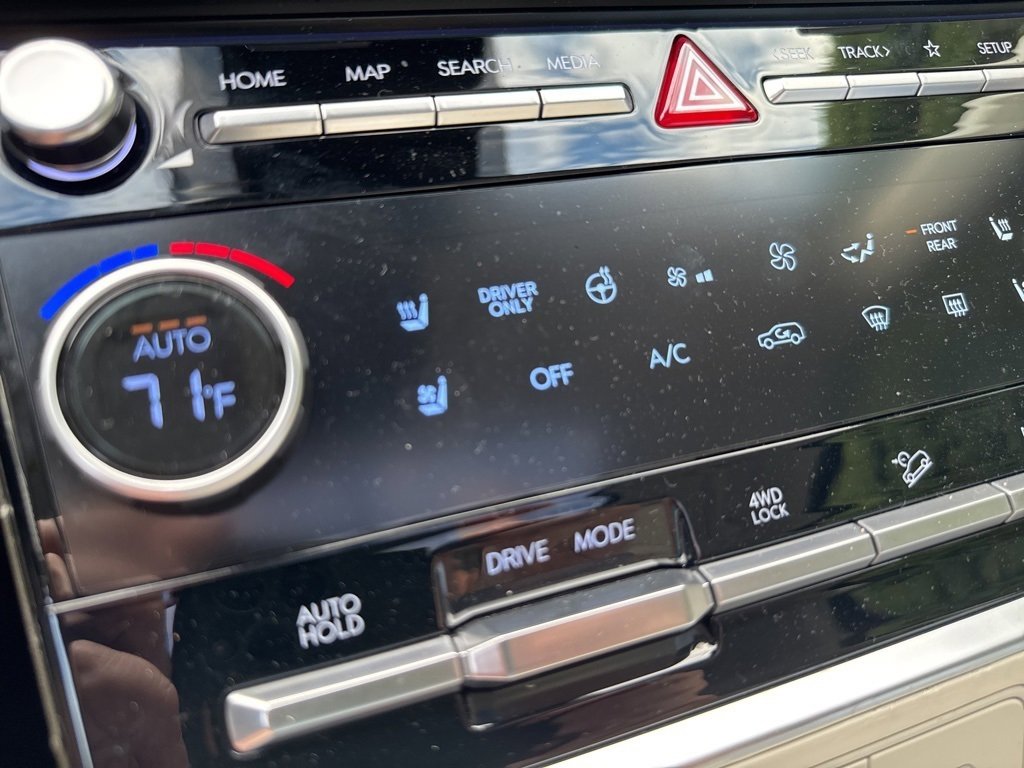 HOME MAP SEARCH MEDIA <SEEK TRACK> ☆ SETUP
AUTO
71°F
DRIVER
ONLY
FRONT
REAR
OFF
A/C
4WD
LOCK
DRIVE MODE
AUTO
HOLD